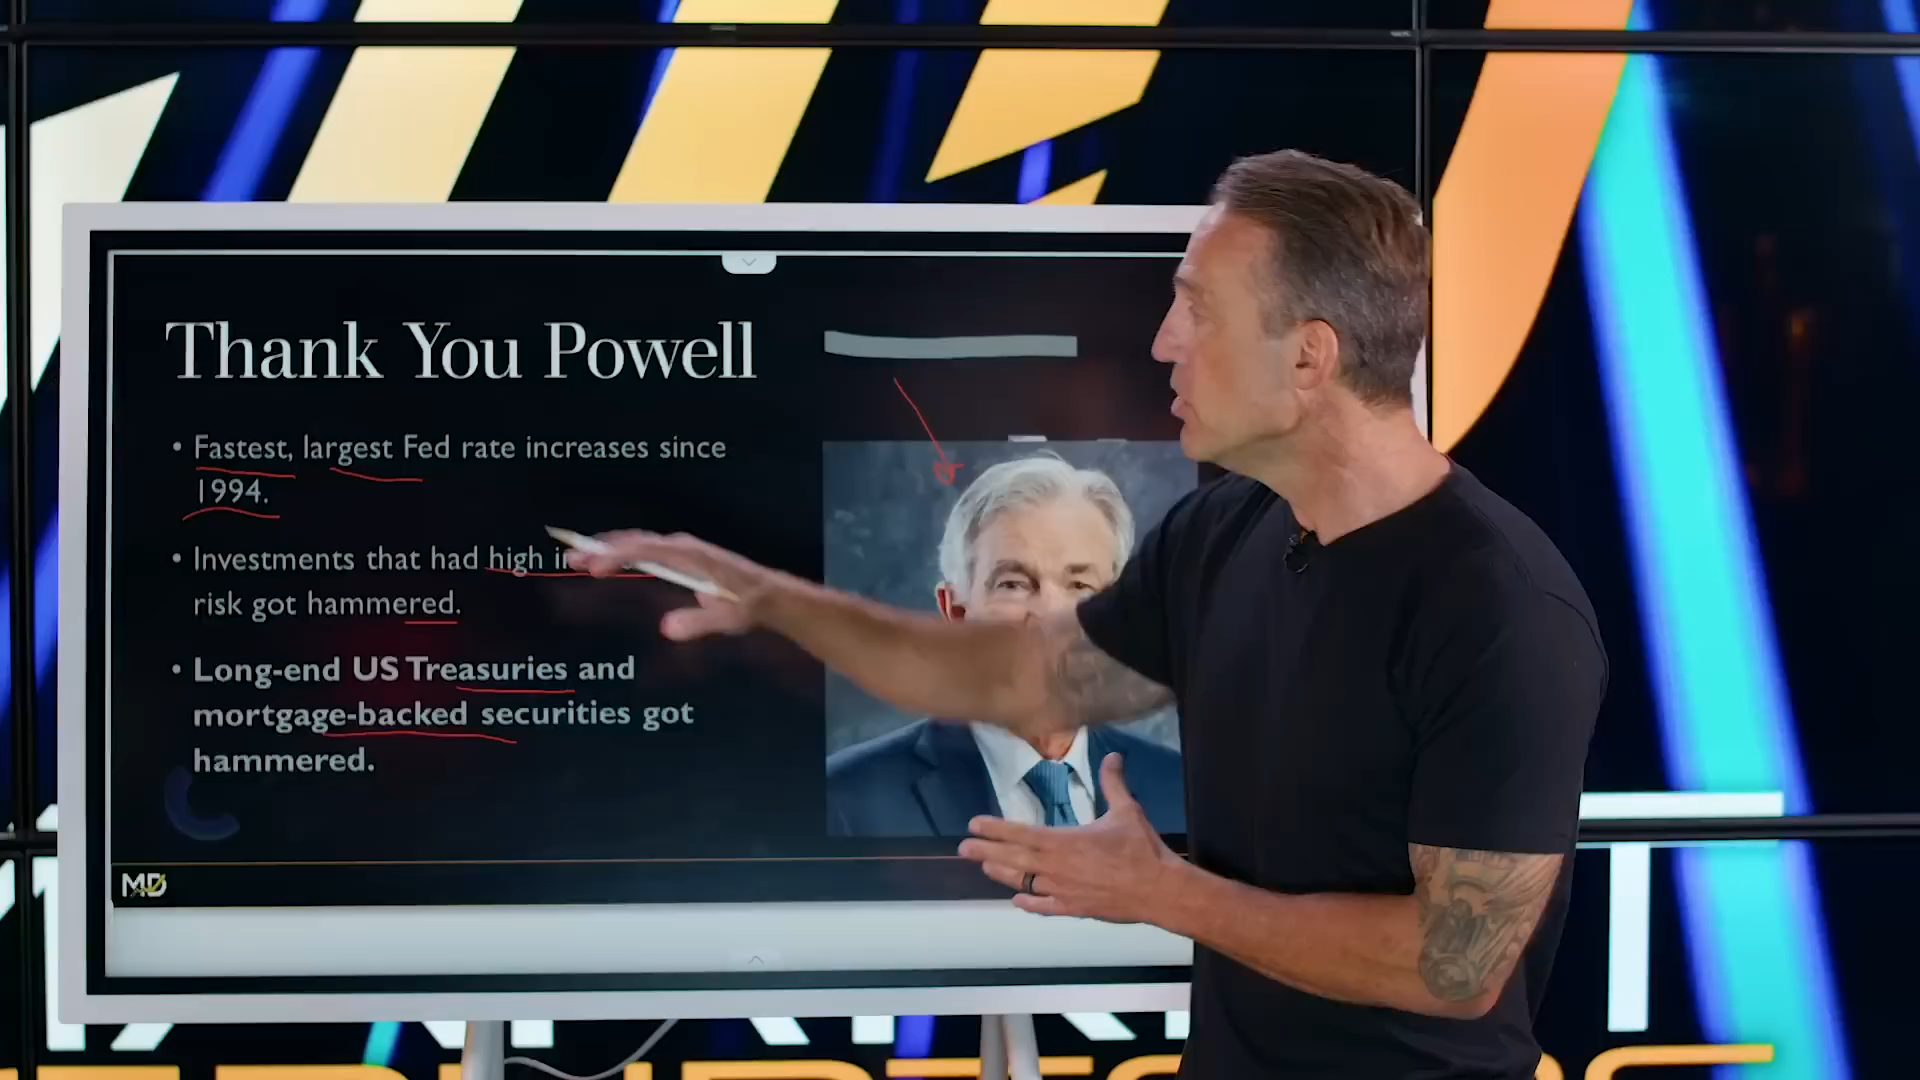 Thank You Powell
• Fastest, largest Fed rate increases since
1994.
• Investments that had high
risk got hammered.
• Long-end US Treasuries and
mortgage-backed securities got
hammered.
MD